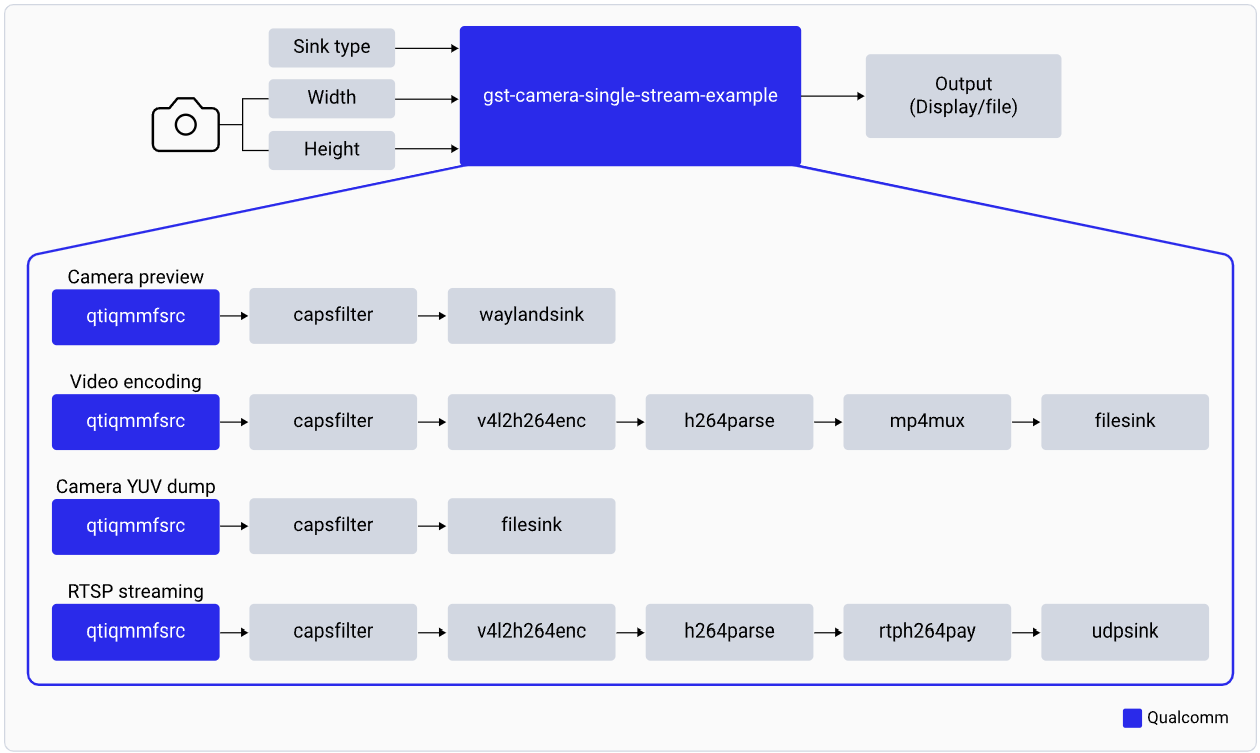 Sink type
Width
Height
gst-camera-single-stream-example
Output
(Display/file)
Camera preview
qtiqmmfsrc
capsfilter
waylandsink
Video encoding
qtiqmmfsrc
capsfilter
v4l2h264enc
h264parse
mp4mux
filesink
Camera YUV dump
qtiqmmfsrc
capsfilter
filesink
RTSP streaming
qtiqmmfsrc
capsfilter
v4l2h264enc
h264parse
rtph264pay
udpsink
Qualcomm